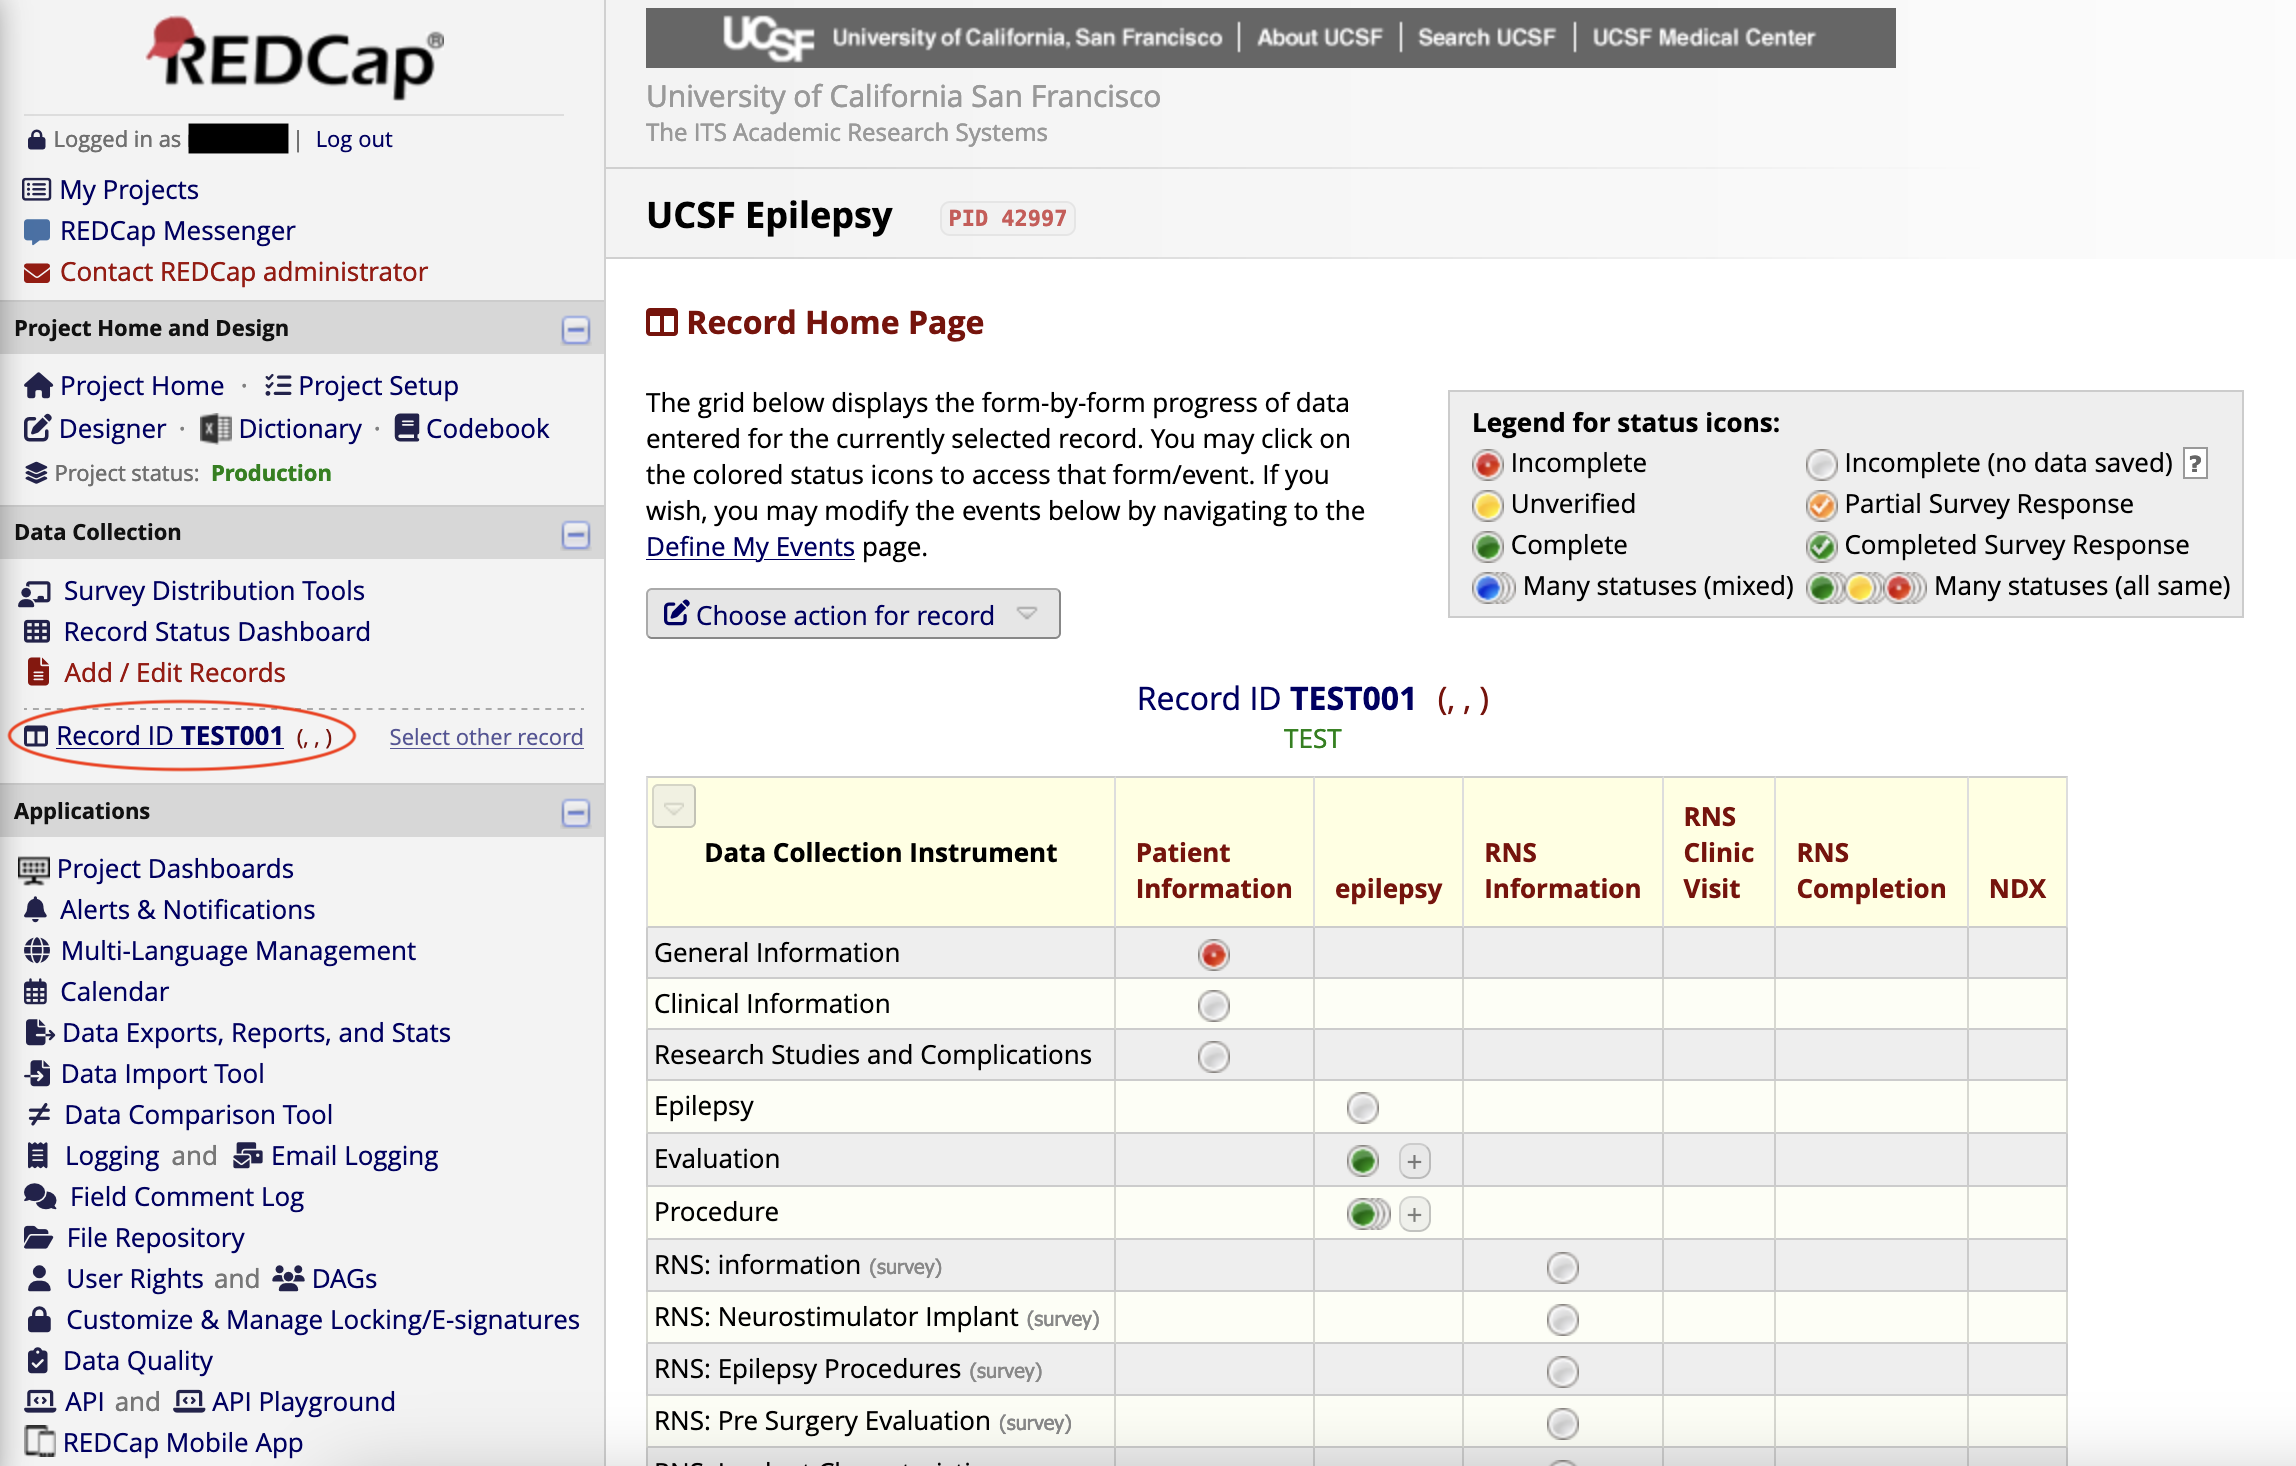 REDCap®
Logged in as | Log out
My Projects
REDCap Messenger
Contact REDCap administrator
Project Home and Design
Project Home · Project Setup
Designer · Dictionary · Codebook
Project status: Production
Data Collection
Survey Distribution Tools
Record Status Dashboard
Add / Edit Records
Record ID TEST001 (, , ) Select other record
Applications
Project Dashboards
Alerts & Notifications
Multi-Language Management
Calendar
Data Exports, Reports, and Stats
Data Import Tool
Data Comparison Tool
Logging and Email Logging
Field Comment Log
File Repository
User Rights and DAGs
Customize & Manage Locking/E-signatures
Data Quality
API and API Playground
REDCap Mobile App
UCSF University of California, San Francisco | About UCSF | Search UCSF | UCSF Medical Center
University of California San Francisco
The ITS Academic Research Systems
UCSF Epilepsy PID 42997
Record Home Page
The grid below displays the form-by-form progress of data
entered for the currently selected record. You may click on
the colored status icons to access that form/event. If you
wish, you may modify the events below by navigating to the
Define My Events page.
Choose action for record
Legend for status icons:
Incomplete Incomplete (no data saved) ?
Unverified Partial Survey Response
Complete Completed Survey Response
Many statuses (mixed) Many statuses (all same)
Record ID TEST001 (, , )
TEST
Data Collection Instrument
Patient Information
epilepsy
RNS Information
RNS Clinic Visit
RNS Completion
NDX
General Information
Clinical Information
Research Studies and Complications
Epilepsy
Evaluation +
Procedure +
RNS: information (survey)
RNS: Neurostimulator Implant (survey)
RNS: Epilepsy Procedures (survey)
RNS: Pre Surgery Evaluation (survey)